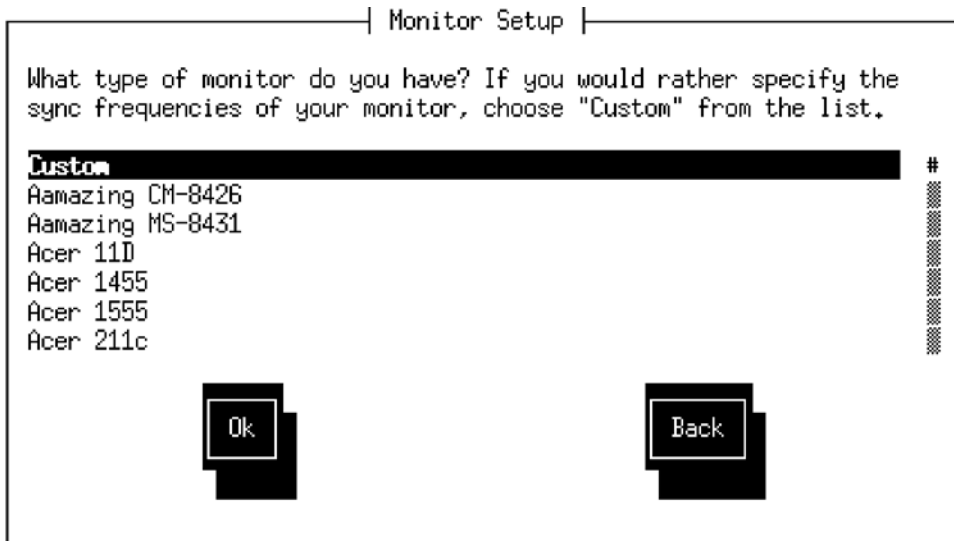 Monitor Setup
What type of monitor do you have? If you would rather specify the
sync frequencies of your monitor, choose "Custom" from the list.
Custom #
Aamazing CM-8426
Aamazing MS-8431
Acer 11D
Acer 1455
Acer 1555
Acer 211c
Ok Back